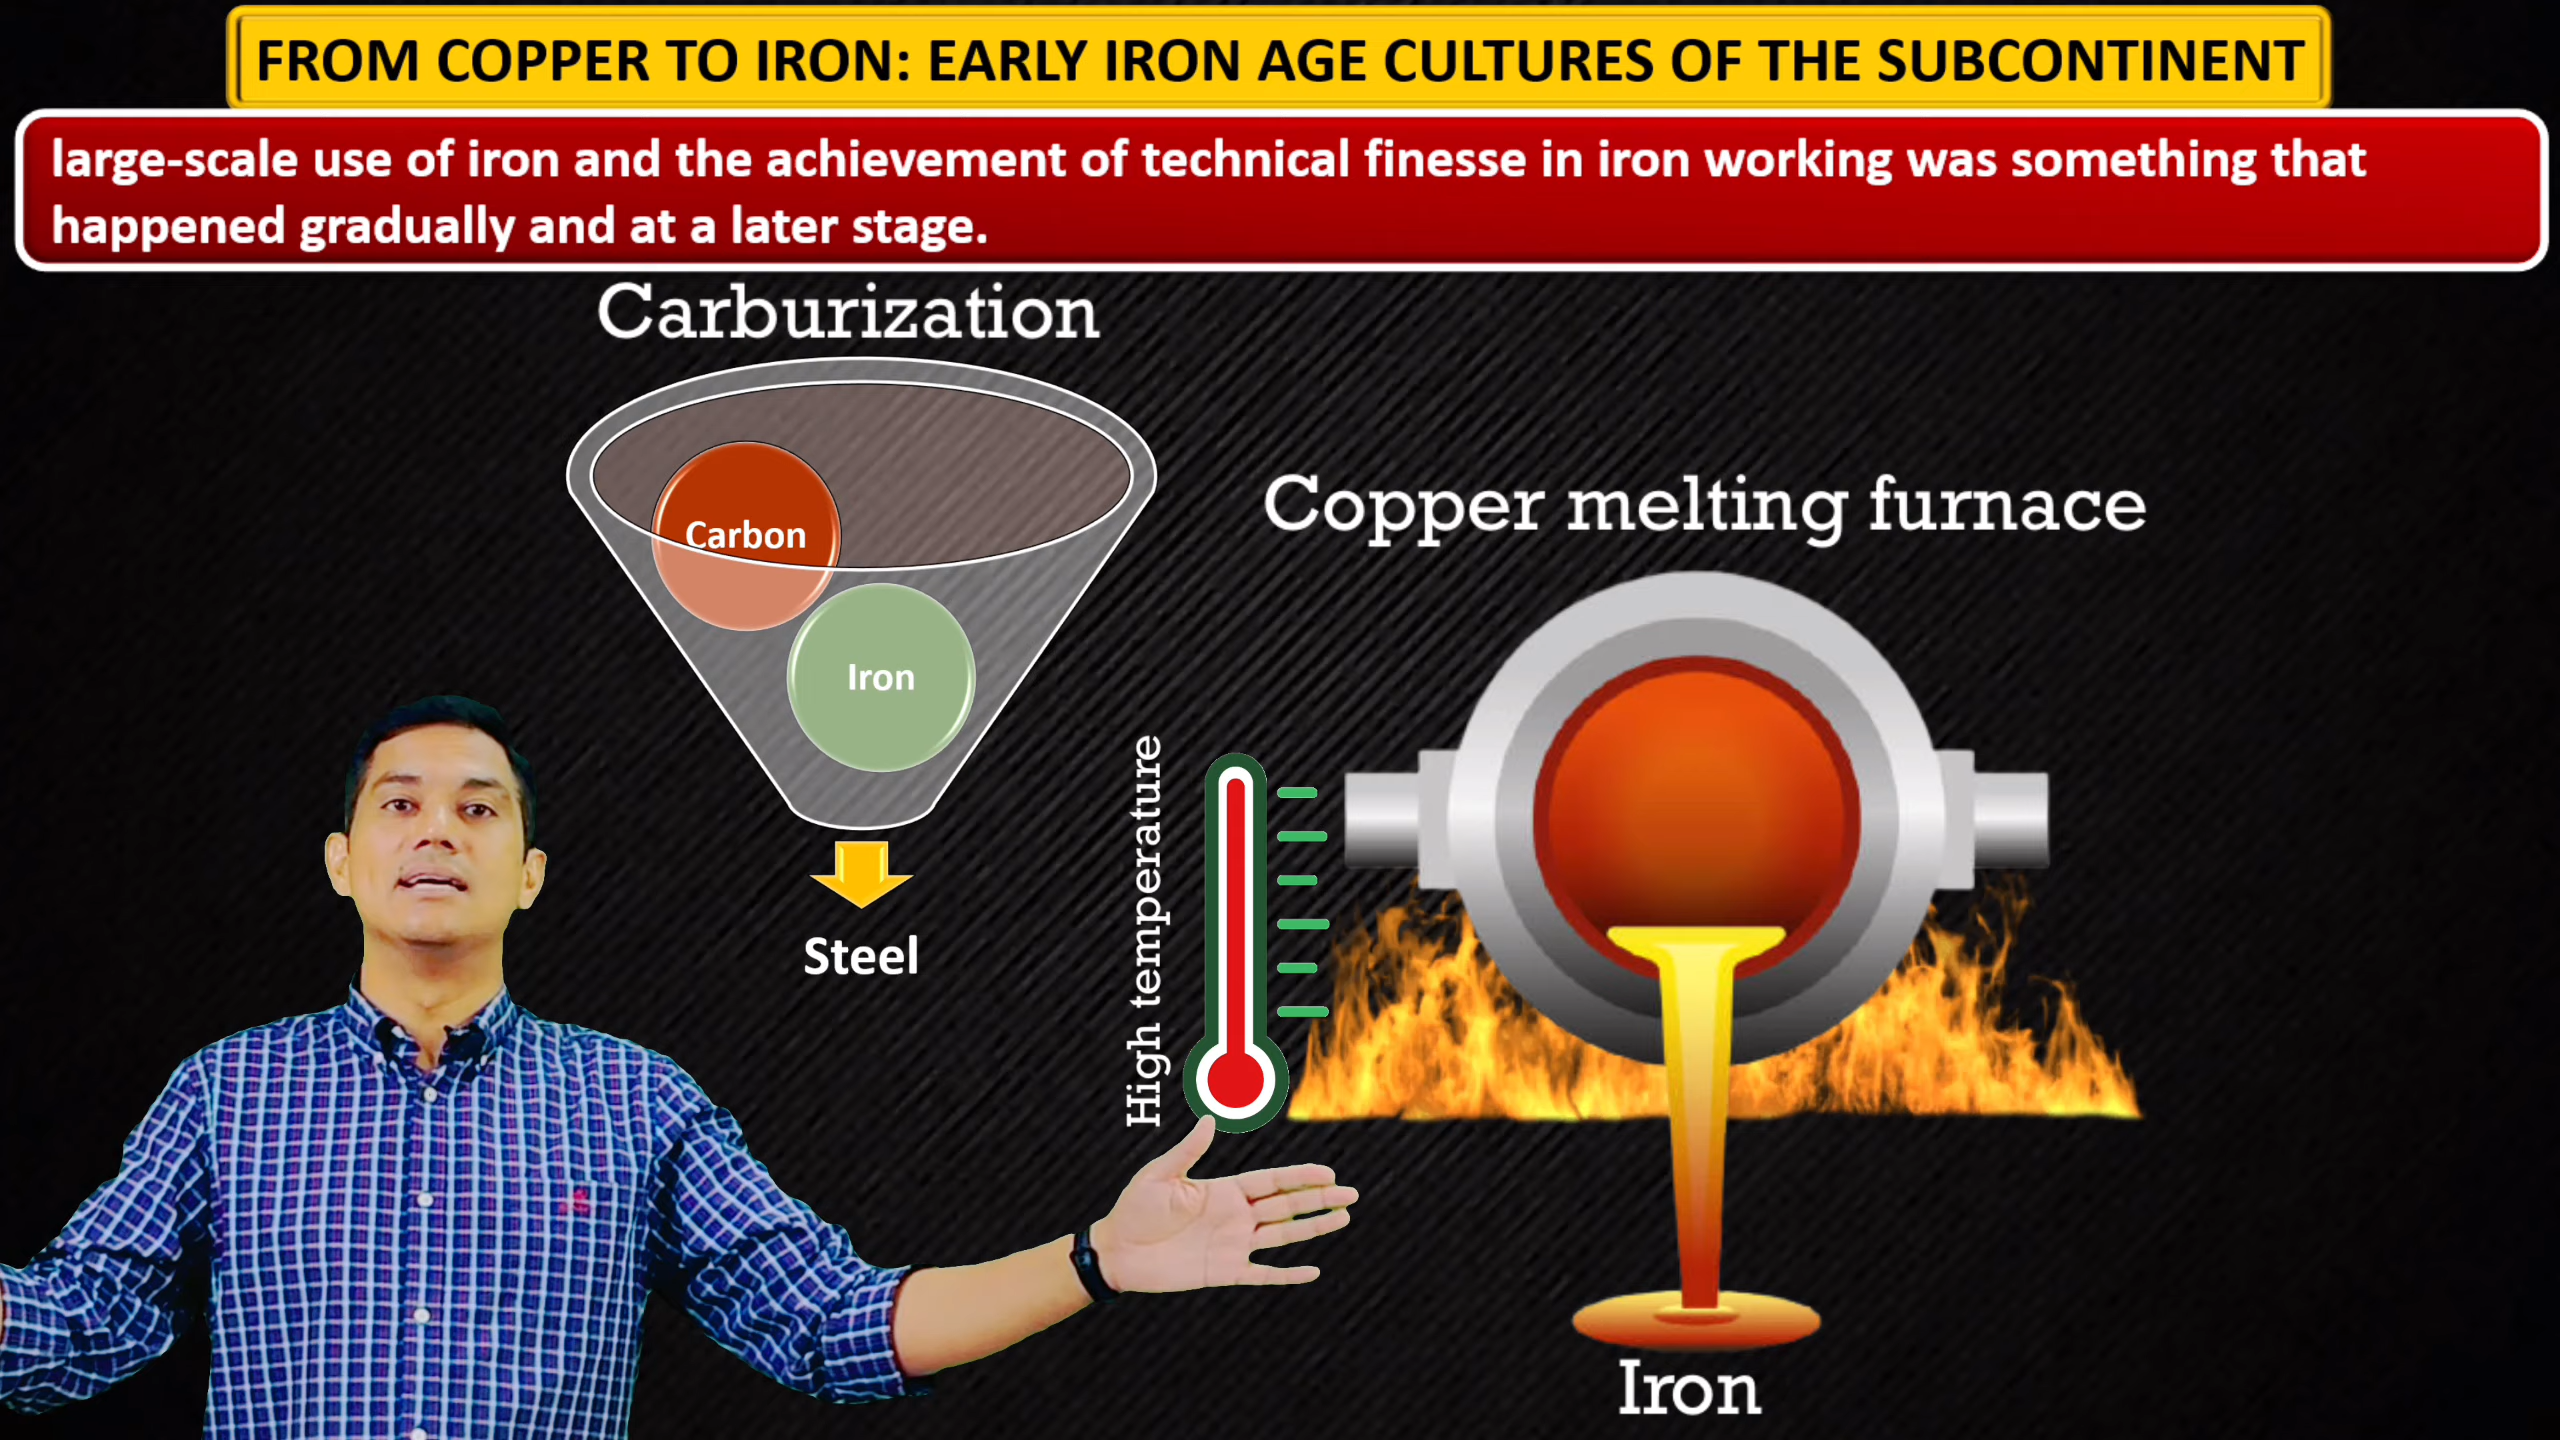 FROM COPPER TO IRON: EARLY IRON AGE CULTURES OF THE SUBCONTINENT
large-scale use of iron and the achievement of technical finesse in iron working was something that
happened gradually and at a later stage.
Carburization
Carbon
Iron
Steel
Copper melting furnace
High temperature
Iron